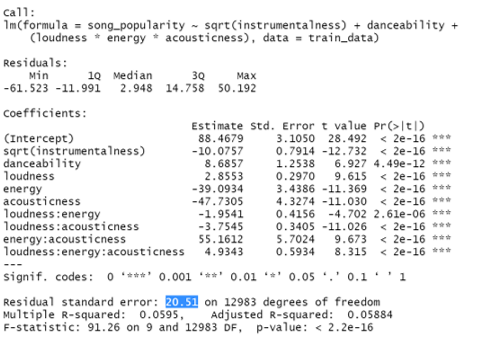 Call:
lm(formula = song_popularity ~ sqrt(instrumentalness) + danceability +
    (loudness * energy * acousticness), data = train_data)

Residuals:
    Min      1Q  Median      3Q     Max
-61.523 -11.991   2.948  14.758  50.192

Coefficients:
                             Estimate Std. Error t value Pr(>|t|)
(Intercept)                   88.4679     3.1050  28.492  < 2e-16 ***
sqrt(instrumentalness)       -10.0757     0.7914 -12.732  < 2e-16 ***
danceability                   8.6857     1.2538   6.927 4.49e-12 ***
loudness                       2.8553     0.2970   9.615  < 2e-16 ***
energy                       -39.0934     3.4386 -11.369  < 2e-16 ***
acousticness                 -47.7305     4.3274 -11.030  < 2e-16 ***
loudness:energy               -1.9541     0.4156  -4.702 2.61e-06 ***
loudness:acousticness         -3.7545     0.3405 -11.026  < 2e-16 ***
energy:acousticness           55.1612     5.7024   9.673  < 2e-16 ***
loudness:energy:acousticness   4.9343     0.5934   8.315  < 2e-16 ***
---
Signif. codes:  0 ‘***’ 0.001 ‘**’ 0.01 ‘*’ 0.05 ‘.’ 0.1 ‘ ’ 1

Residual standard error: 20.51 on 12983 degrees of freedom
Multiple R-squared:  0.0595,	Adjusted R-squared:  0.05884
F-statistic: 91.26 on 9 and 12983 DF,  p-value: < 2.2e-16